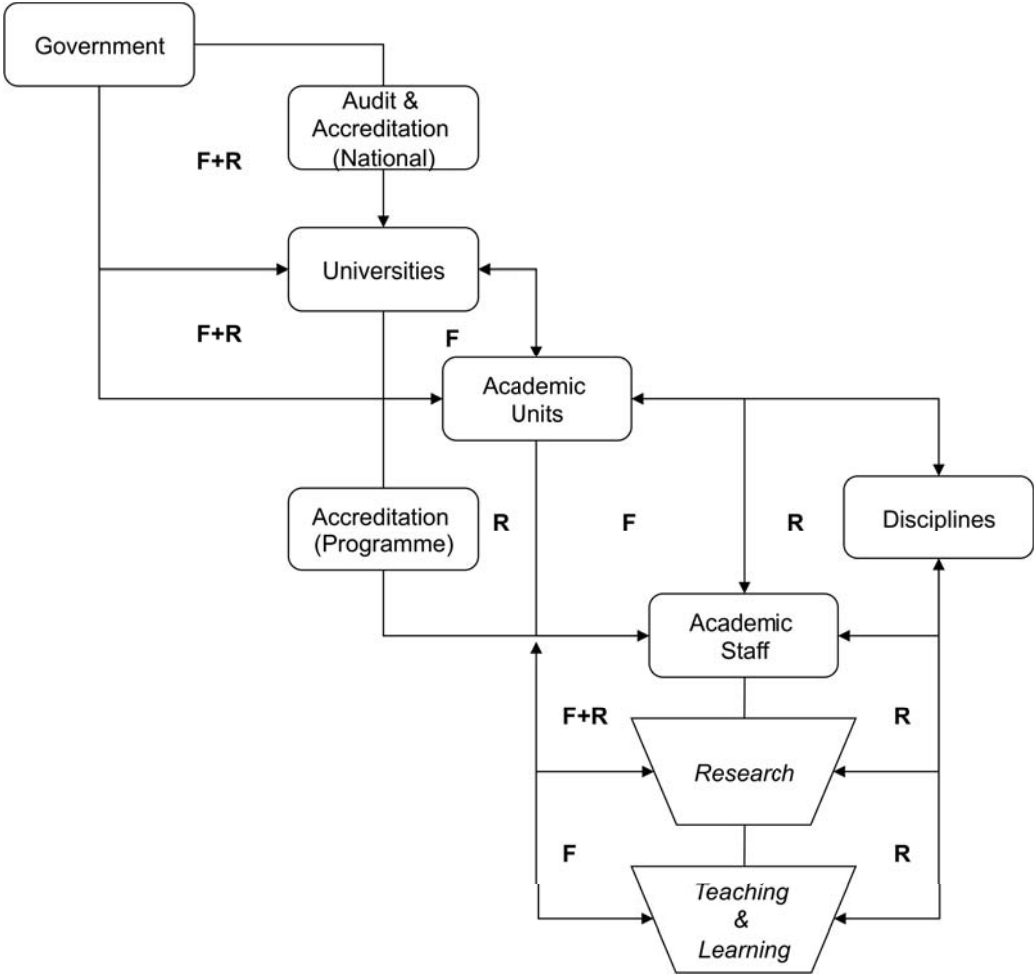 Government
Audit &
Accreditation
(National)
F+R
Universities
F+R
F
Academic
Units
Accreditation
(Programme)
R
F
R
Disciplines
Academic
Staff
F+R
R
Research
F
R
Teaching
&
Learning